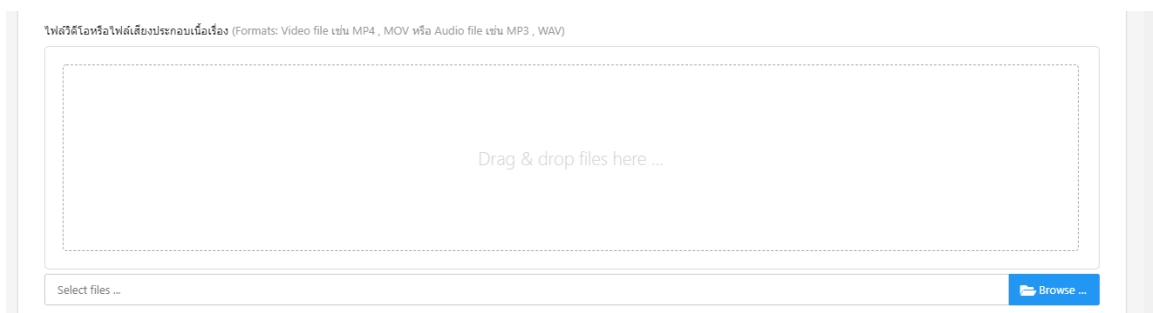 ไฟล์วิดีโอหรือไฟล์เสียงประกอบเนื้อเรื่อง (Formats: Video file เช่น MP4 , MOV หรือ Audio file เช่น MP3 , WAV)
Drag & drop files here ...
Select files ...
Browse ...